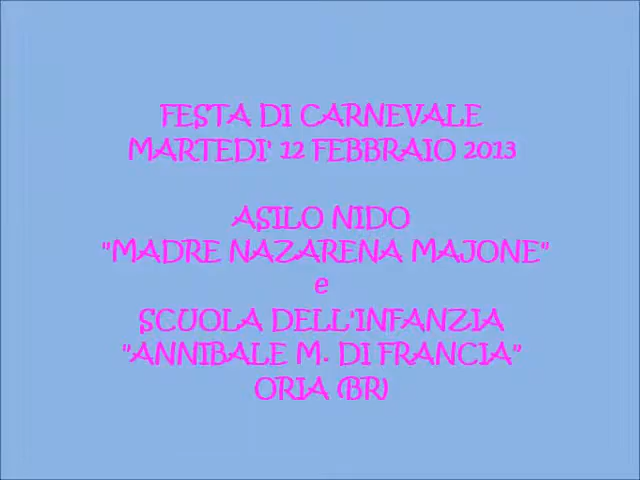 FESTA DI CARNEVALE
MARTEDI' 12 FEBBRAIO 2013
ASILO NIDO
"MADRE NAZARENA MAJONE"
e
SCUOLA DELL'INFANZIA
"ANNIBALE M. DI FRANCIA"
ORIA (BR)